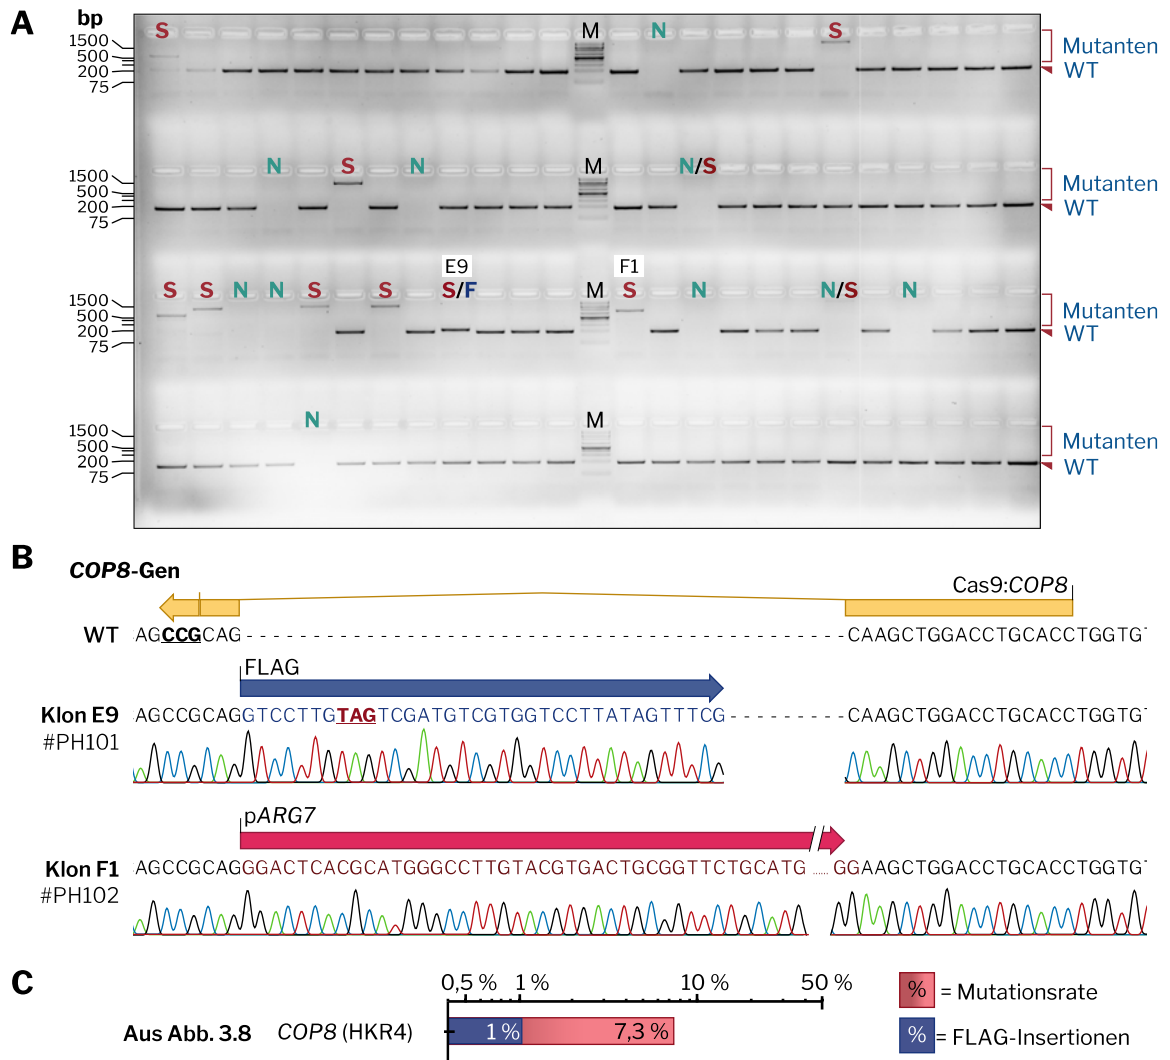 A
bp
S M N S
1500
500
200
75
Mutanten
WT
N S N M N/S
1500
500
200
75
Mutanten
WT
E9 F1
S S N N S S S/F M S N N/S N
1500
500
200
75
Mutanten
WT
N M
1500
500
200
75
Mutanten
WT
B
COP8-Gen
Cas9:COP8
WT AGCCGCAG CAAGCTGGACCTGCACCTGGTG
FLAG
Klon E9 AGCCGCAGGTCCTTGTAGTCGATGTCGTGGTCCTTATAGTTTCG CAAGCTGGACCTGCACCTGGTG
#PH101
pARG7
Klon F1 AGCCGCAGGGACTCACGCATGGGCCTTGTACGTGACTGCGGTTCTGCATG ...... GGAAGCTGGACCTGCACCTGGTG
#PH102
C
0,5 % 1 % 10 % 50 %
Aus Abb. 3.8 COP8 (HKR4) 1 % 7,3 %
% = Mutationsrate
% = FLAG-Insertionen